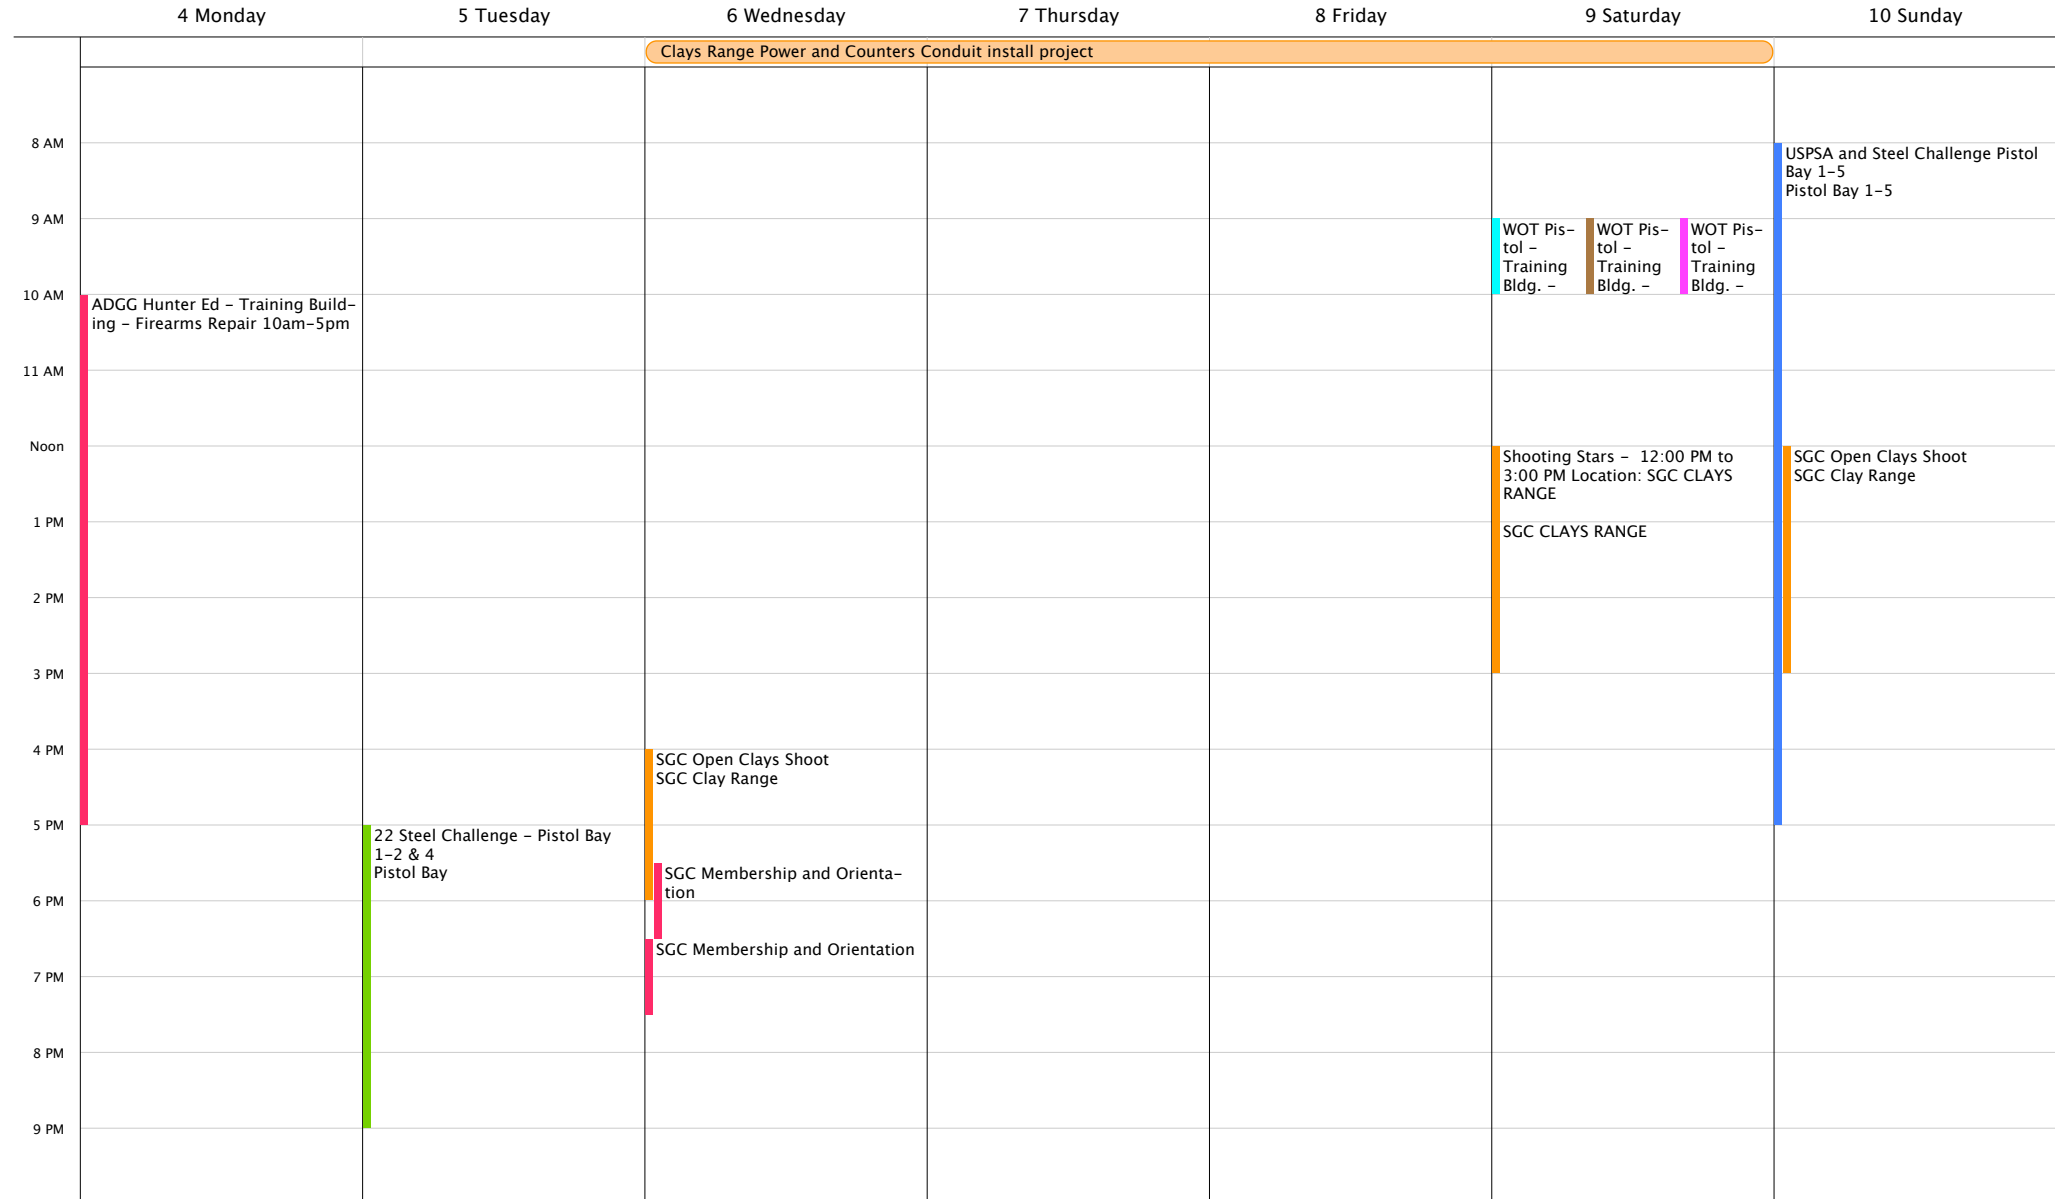 4 Monday
5 Tuesday
6 Wednesday
7 Thursday
8 Friday
9 Saturday
10 Sunday
Clays Range Power and Counters Conduit install project
8 AM
9 AM
10 AM
11 AM
Noon
1 PM
2 PM
3 PM
4 PM
5 PM
6 PM
7 PM
8 PM
9 PM
ADGG Hunter Ed – Training Build–
ing – Firearms Repair 10am–5pm
22 Steel Challenge – Pistol Bay
1–2 & 4
Pistol Bay
SGC Open Clays Shoot
SGC Clay Range
SGC Membership and Orienta–
tion
SGC Membership and Orientation
WOT Pis–
tol –
Training
Bldg. –
WOT Pis–
tol –
Training
Bldg. –
WOT Pis–
tol –
Training
Bldg. –
Shooting Stars –  12:00 PM to
3:00 PM Location: SGC CLAYS
RANGE
SGC CLAYS RANGE
USPSA and Steel Challenge Pistol
Bay 1–5
Pistol Bay 1–5
SGC Open Clays Shoot
SGC Clay Range